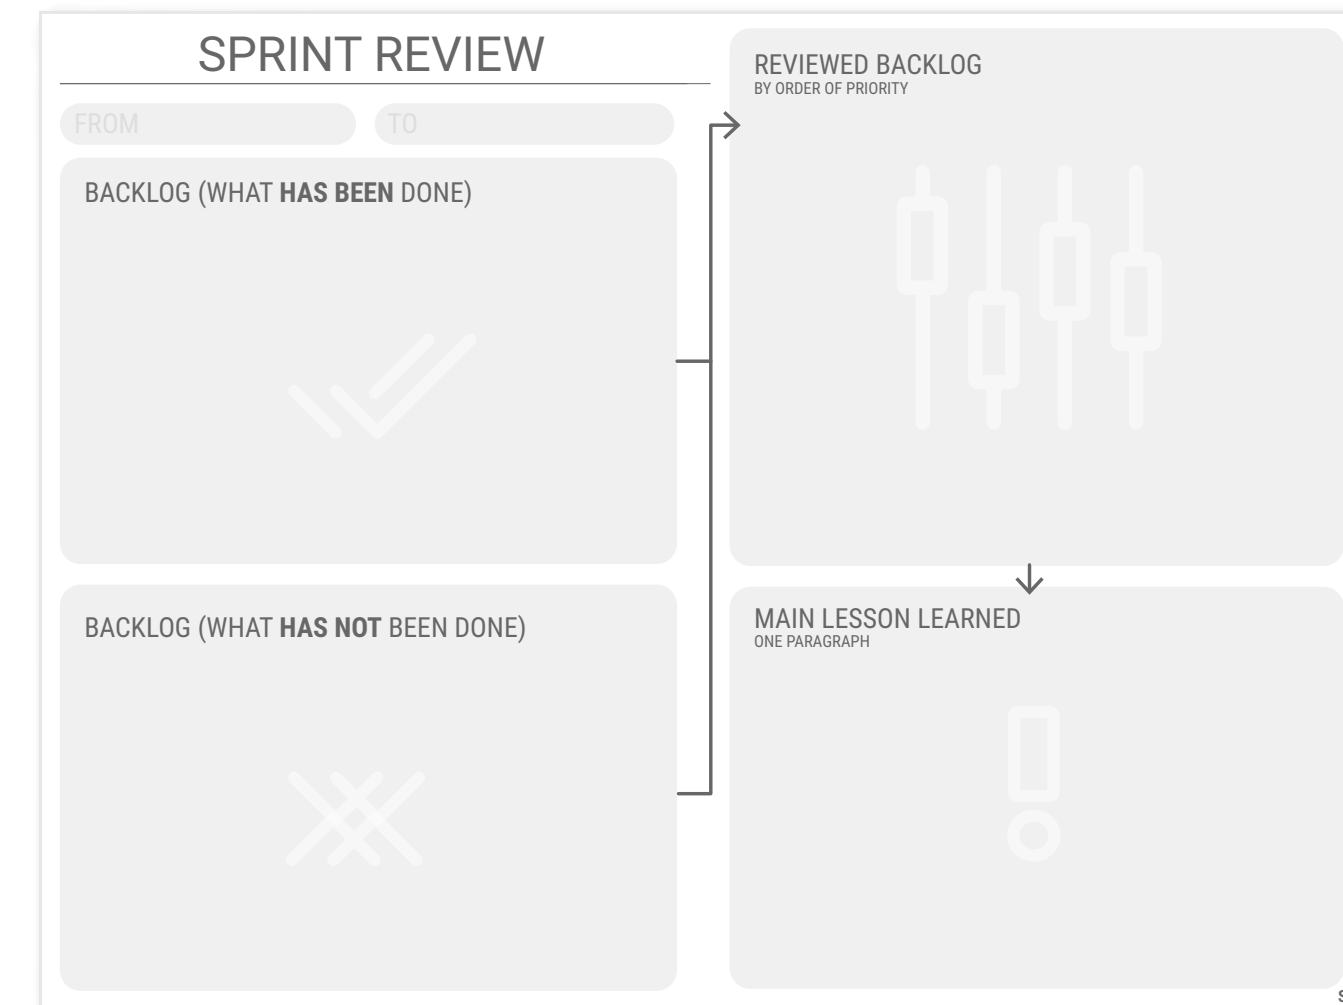 SPRINT REVIEW
FROM
TO
BACKLOG (WHAT HAS BEEN DONE)
BACKLOG (WHAT HAS NOT BEEN DONE)
REVIEWED BACKLOG
BY ORDER OF PRIORITY
MAIN LESSON LEARNED
ONE PARAGRAPH